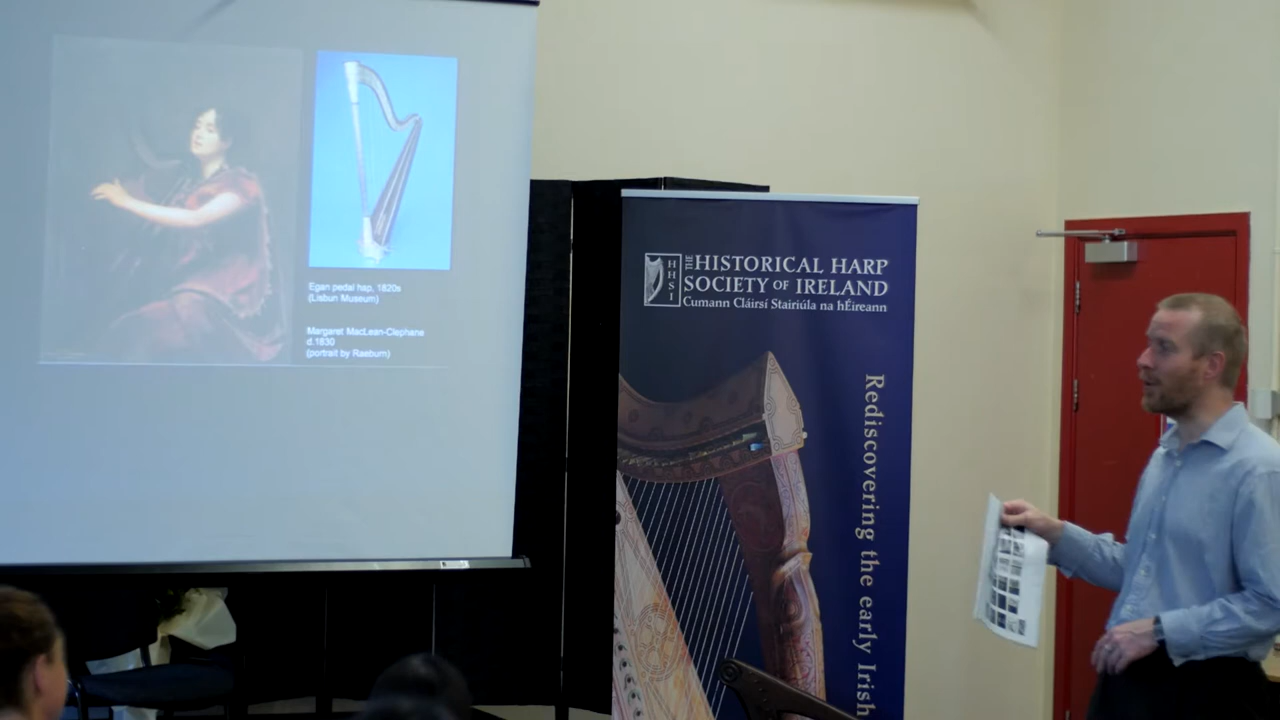 Egan pedal hap, 1820s
(Lisbun Museum)
Margaret MacLean-Clephane
d.1830
(portrait by Raeburn)
HHSI
THE HISTORICAL HARP
SOCIETY OF IRELAND
Cumann Cláirsí Stairiúla na hÉireann
Rediscovering the early Irish